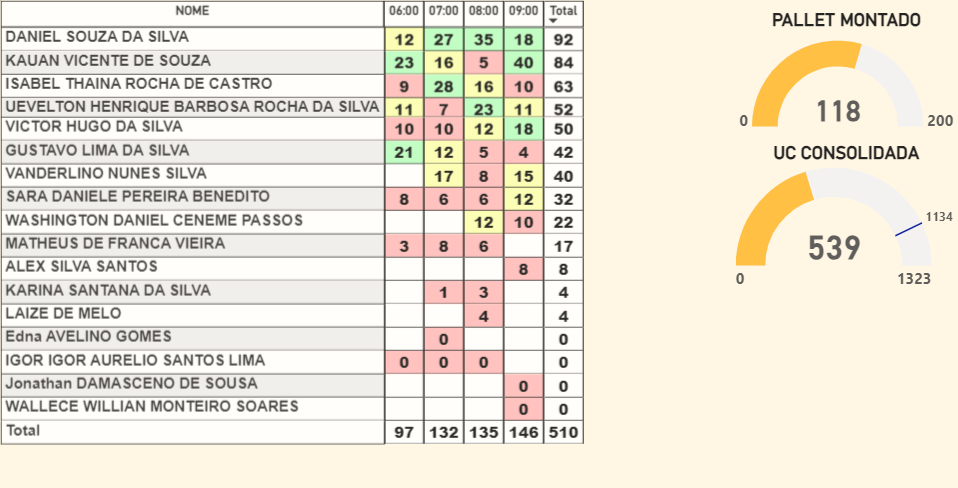 NOME 06:00 07:00 08:00 09:00 Total
DANIEL SOUZA DA SILVA 12 27 35 18 92
KAUAN VICENTE DE SOUZA 23 16 5 40 84
ISABEL THAINA ROCHA DE CASTRO 9 28 16 10 63
UEVELTON HENRIQUE BARBOSA ROCHA DA SILVA 11 7 23 11 52
VICTOR HUGO DA SILVA 10 10 12 18 50
GUSTAVO LIMA DA SILVA 21 12 5 4 42
VANDERLINO NUNES SILVA 17 8 15 40
SARA DANIELE PEREIRA BENEDITO 8 6 6 12 32
WASHINGTON DANIEL CENEME PASSOS 12 10 22
MATHEUS DE FRANCA VIEIRA 3 8 6 17
ALEX SILVA SANTOS 8 8
KARINA SANTANA DA SILVA 1 3 4
LAIZE DE MELO 4 4
Edna AVELINO GOMES 0 0
IGOR IGOR AURELIO SANTOS LIMA 0 0 0 0
Jonathan DAMASCENO DE SOUSA 0 0
WALLECE WILLIAN MONTEIRO SOARES 0 0
Total 97 132 135 146 510
PALLET MONTADO
118
0 200
UC CONSOLIDADA
1134
539
0 1323